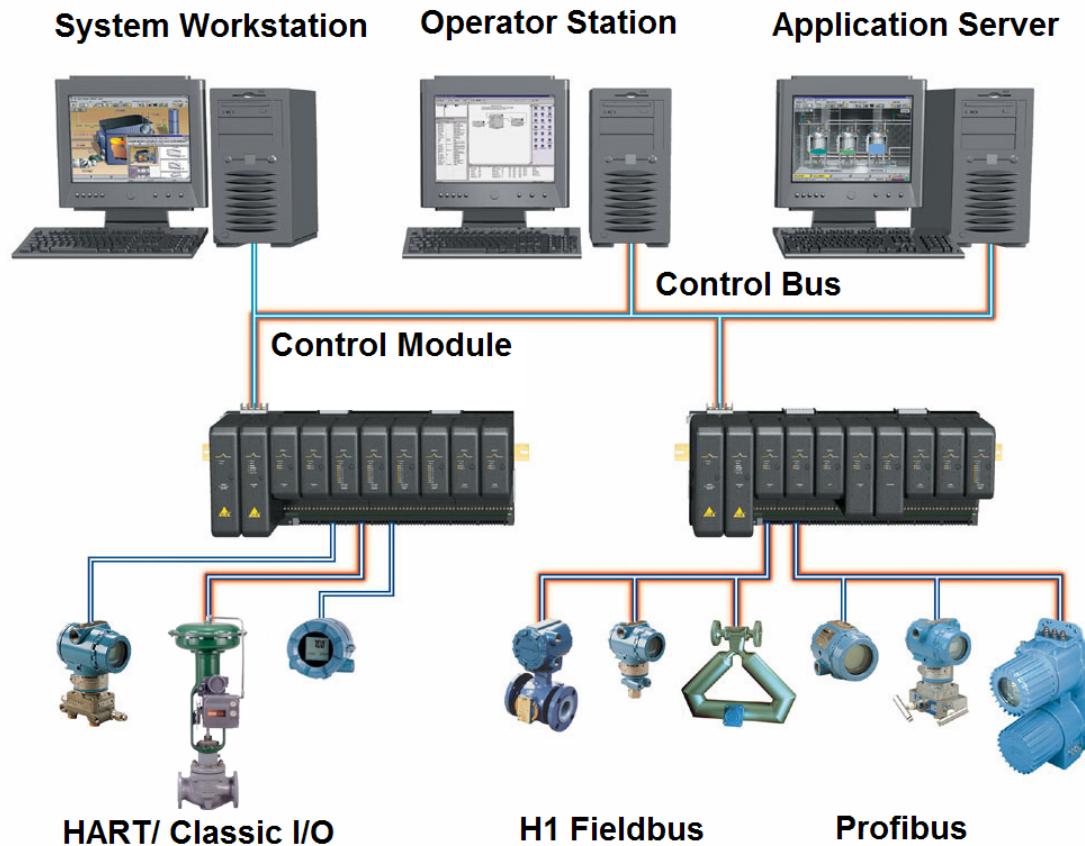 System Workstation
Operator Station
Application Server
Control Bus
Control Module
HART/ Classic I/O
H1 Fieldbus
Profibus